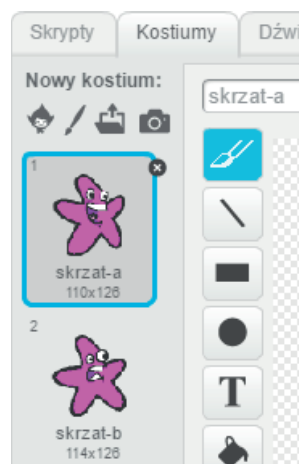 Skrypty Kostiumy Dźwi
Nowy kostium:
skrzat-a
1
skrzat-a
110x126
2
T
skrzat-b
114x126